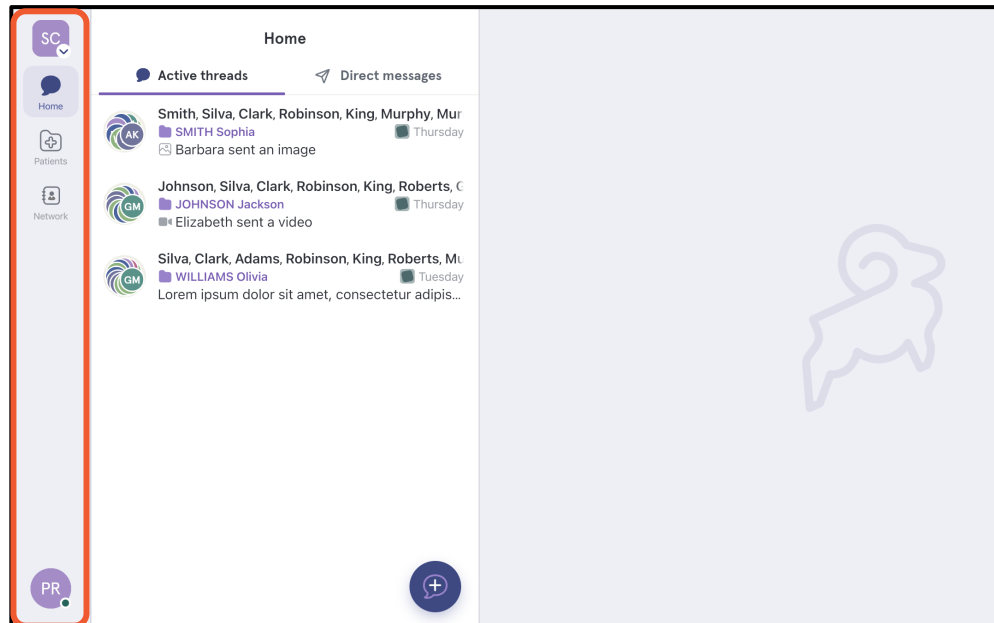 SC
Home
Patients
Network
PR
Home
Active threads
Direct messages
AK
Smith, Silva, Clark, Robinson, King, Murphy, Mur
SMITH Sophia
Thursday
Barbara sent an image
GM
Johnson, Silva, Clark, Robinson, King, Roberts,
JOHNSON Jackson
Thursday
Elizabeth sent a video
GM
Silva, Clark, Adams, Robinson, King, Roberts, Mu
WILLIAMS Olivia
Tuesday
Lorem ipsum dolor sit amet, consectetur adipis...